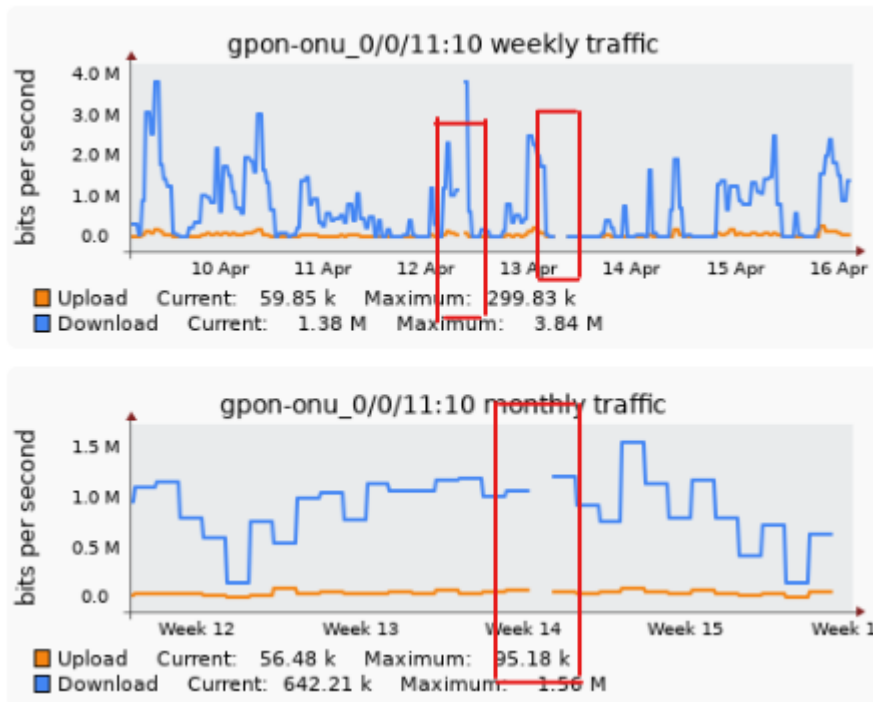 gpon-onu_0/0/11:10 weekly traffic
bits per second
4.0 M
3.0 M
2.0 M
1.0 M
0.0
10 Apr 11 Apr 12 Apr 13 Apr 14 Apr 15 Apr 16 Apr
Upload Current: 59.85 k Maximum: 299.83 k
Download Current: 1.38 M Maximum: 3.84 M
gpon-onu_0/0/11:10 monthly traffic
bits per second
1.5 M
1.0 M
0.5 M
0.0
Week 12 Week 13 Week 14 Week 15 Week 1
Upload Current: 56.48 k Maximum: 95.18 k
Download Current: 642.21 k Maximum: 1.56 M